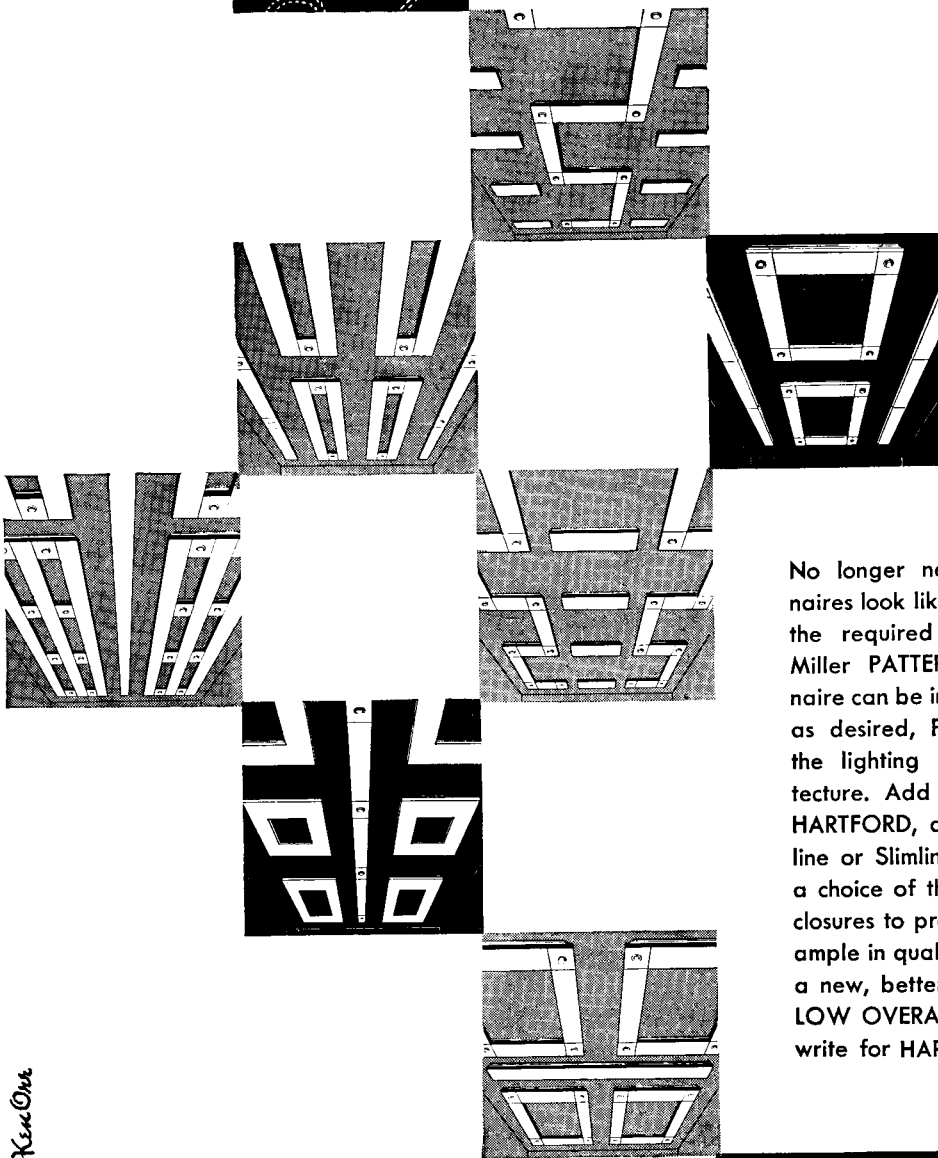 No longer ne
naires look lik
the required
Miller PATTER
naire can be in
as desired, F
the lighting
tecture. Add
HARTFORD, a
line or Slimlin
a choice of th
closures to pr
ample in qual
a new, better
LOW OVERA
write for HAR
Ken Orr